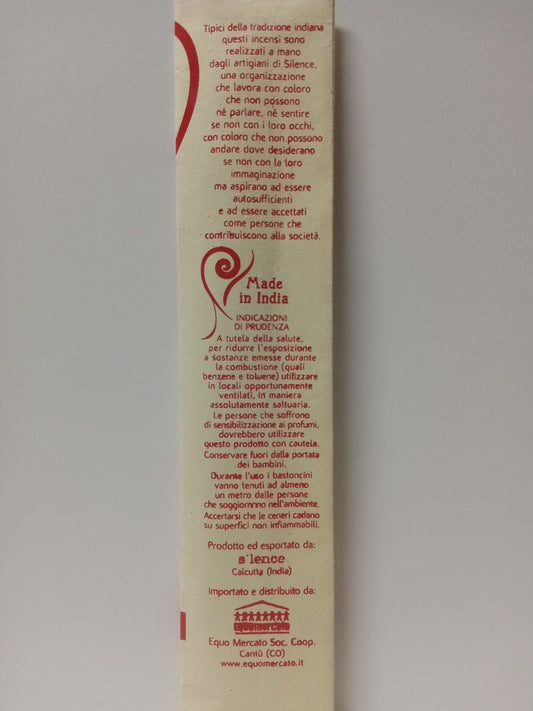 Tipici della tradizione indiana
questi incensi sono
realizzati a mano
dagli artigiani di Silence,
una organizzazione
che lavora con coloro
che non possono
né parlare, né sentire
se non con i loro occhi,
con coloro che non possono
andare dove desiderano
se non con la loro
immaginazione
ma aspirano ad essere
autosufficienti
e ad essere accettati
come persone che
contribuiscono alla società.
Made
in India
INDICAZIONI
DI PRUDENZA
A tutela della salute,
per ridurre l'esposizione
a sostanze emesse durante
la combustione (quali
benzene e toluene) utilizzare
in locali opportunamente
ventilati, in maniera
assolutamente saltuaria.
Le persone che soffrono
di sensibilizzazione ai profumi,
dovrebbero utilizzare
questo prodotto con cautela.
Conservare fuori dalla portata
dei bambini.
Durante l'uso i bastoncini
vanno tenuti ad almeno
un metro dalle persone
che soggiornano nell'ambiente.
Accertarsi che le ceneri cadano
su superfici non infiammabili.
Prodotto ed esportato da:
s'lence
Calcutta (India)
Importato e distribuito da:
equomercato
Equo Mercato Soc. Coop.
Cantù (CO)
www.equomercato.it